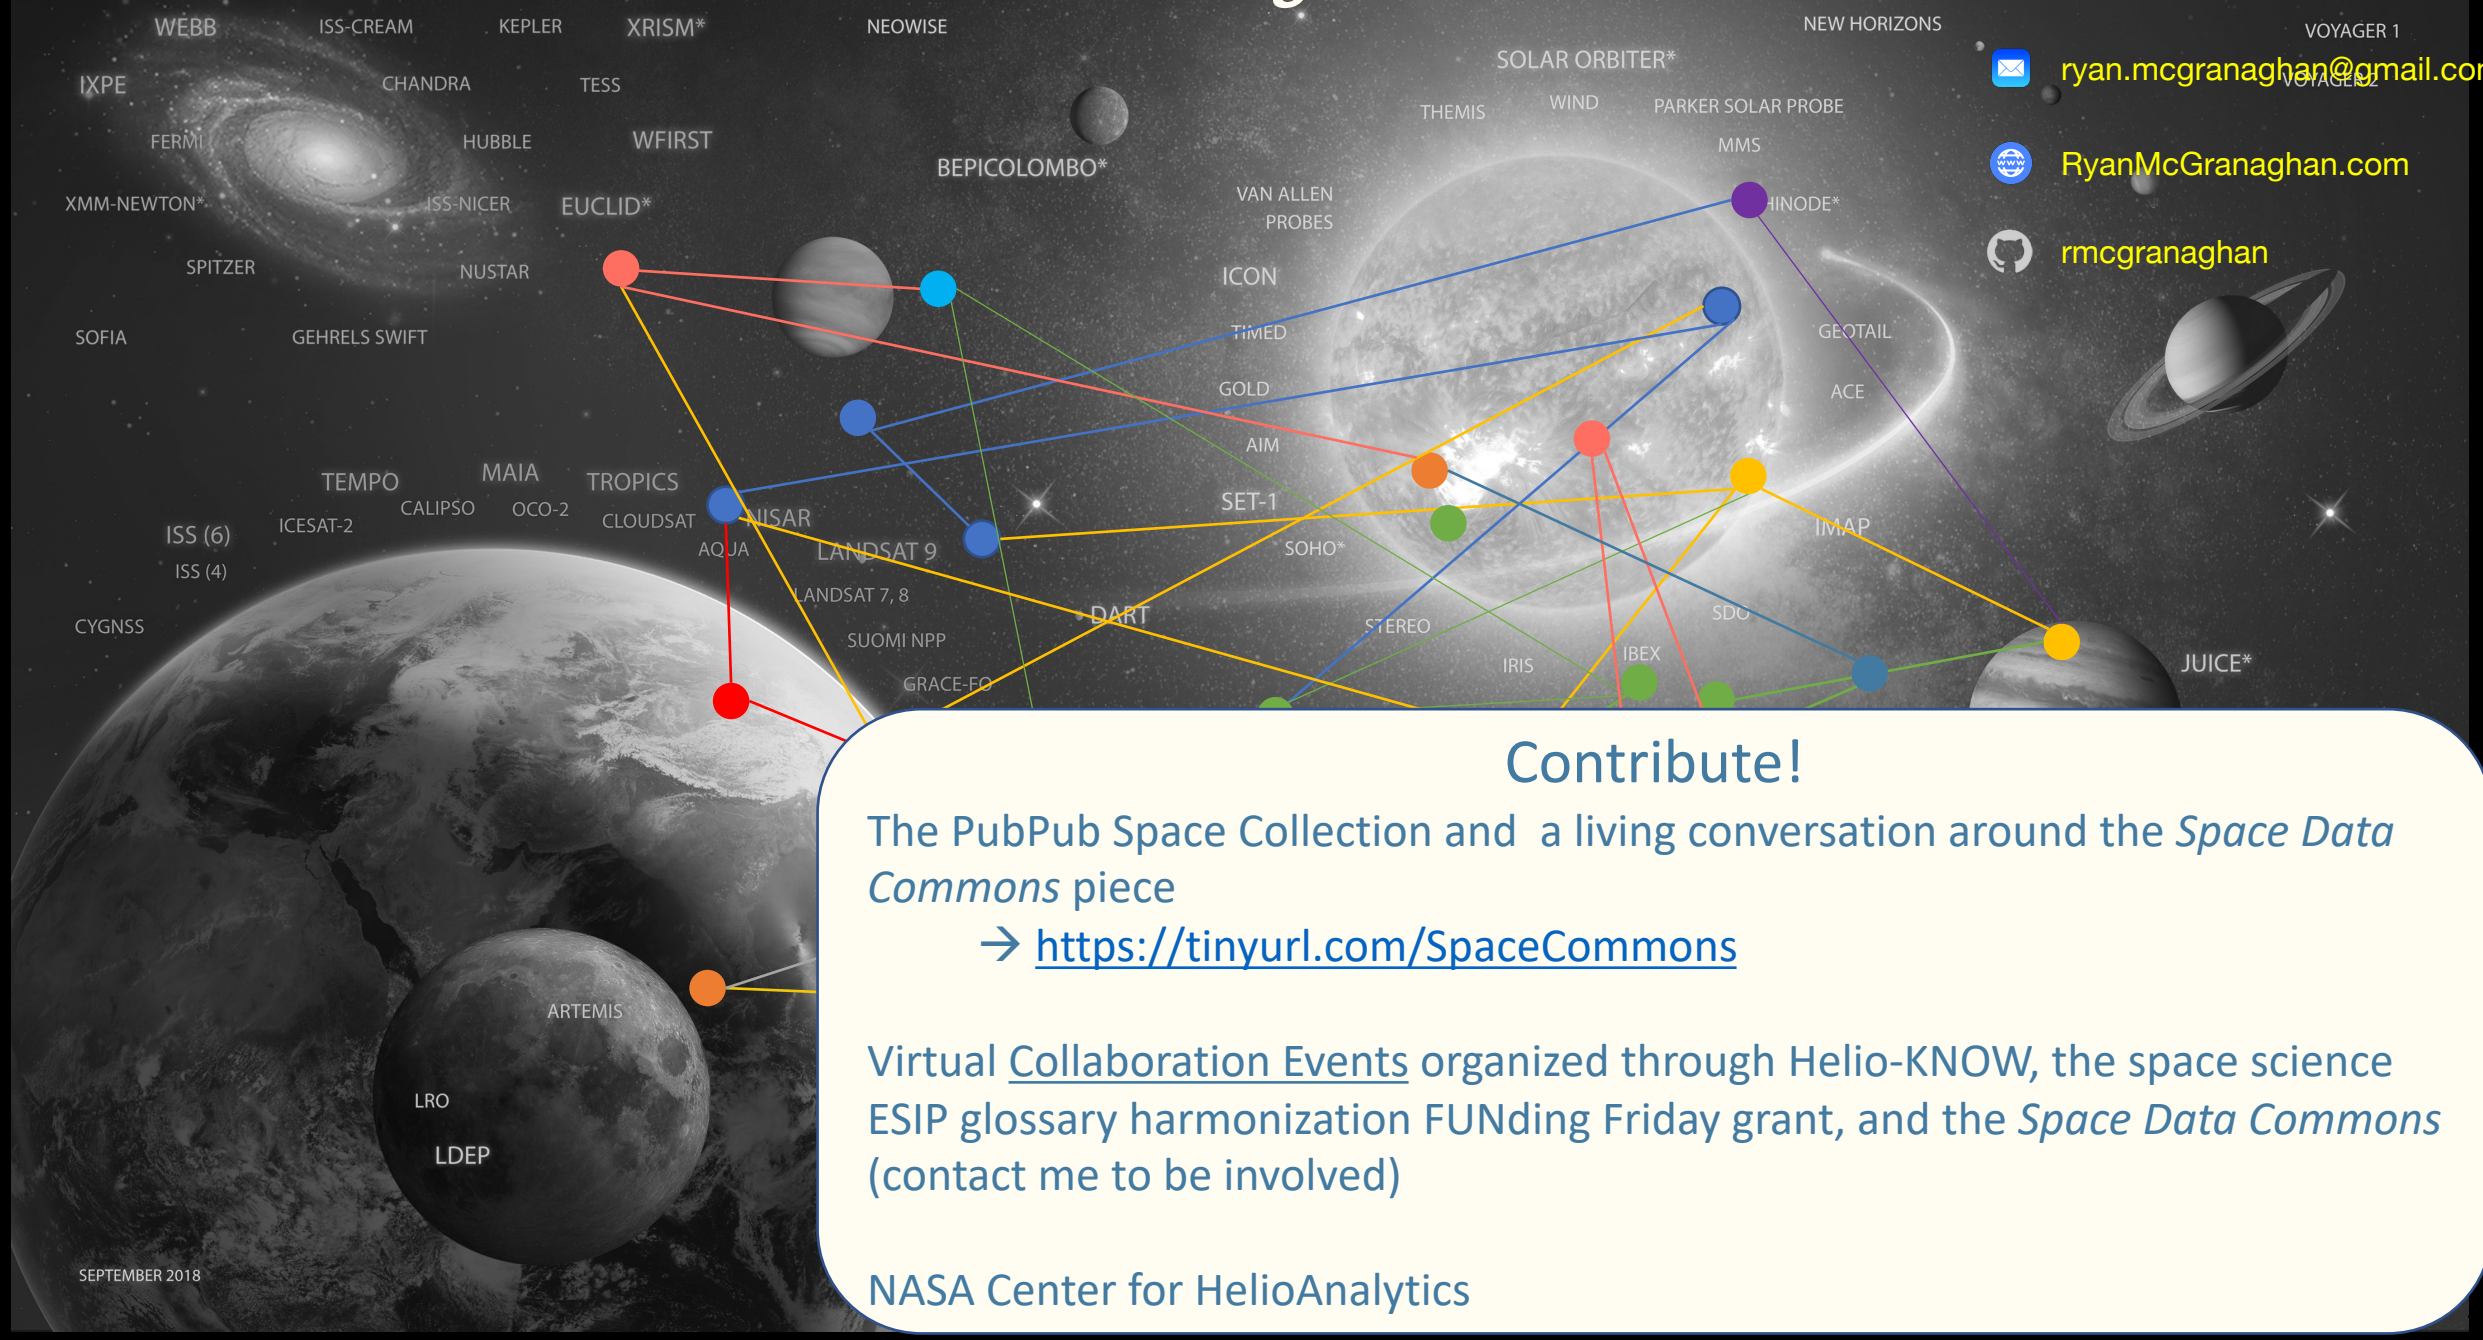 WEBB
ISS-CREAM
KEPLER
XRISM*
NEOWISE
NEW HORIZONS
VOYAGER 1
IXPE
CHANDRA
TESS
SOLAR ORBITER*
ryan.mcgranaghan@gmail.com
VOYAGER 2
THEMIS
WIND
PARKER SOLAR PROBE
FERMI
HUBBLE
WFIRST
MMS
BEPICOLOMBO*
RyanMcGranaghan.com
XMM-NEWTON*
ISS-NICER
EUCLID*
VAN ALLEN
PROBES
HINODE*
SPITZER
NUSTAR
ICON
rmcgranaghan
SOFIA
GEHRELS SWIFT
TIMED
GEOTAIL
GOLD
ACE
AIM
TEMPO
MAIA
TROPICS
CALIPSO
OCO-2
CLOUDSAT
NISAR
SET-1
ISS (6)
ICESAT-2
AQUA
LANDSAT 9
SOHO*
IMAP
ISS (4)
LANDSAT 7, 8
DART
CYGNSS
SUOMI NPP
STEREO
SDO
GRACE-FO
IRIS
IBEX
JUICE*
Contribute!
The PubPub Space Collection and  a living conversation around the Space Data
Commons piece
→ https://tinyurl.com/SpaceCommons
Virtual Collaboration Events organized through Helio-KNOW, the space science
ESIP glossary harmonization FUNding Friday grant, and the Space Data Commons
(contact me to be involved)
NASA Center for HelioAnalytics
ARTEMIS
LRO
LDEP
SEPTEMBER 2018